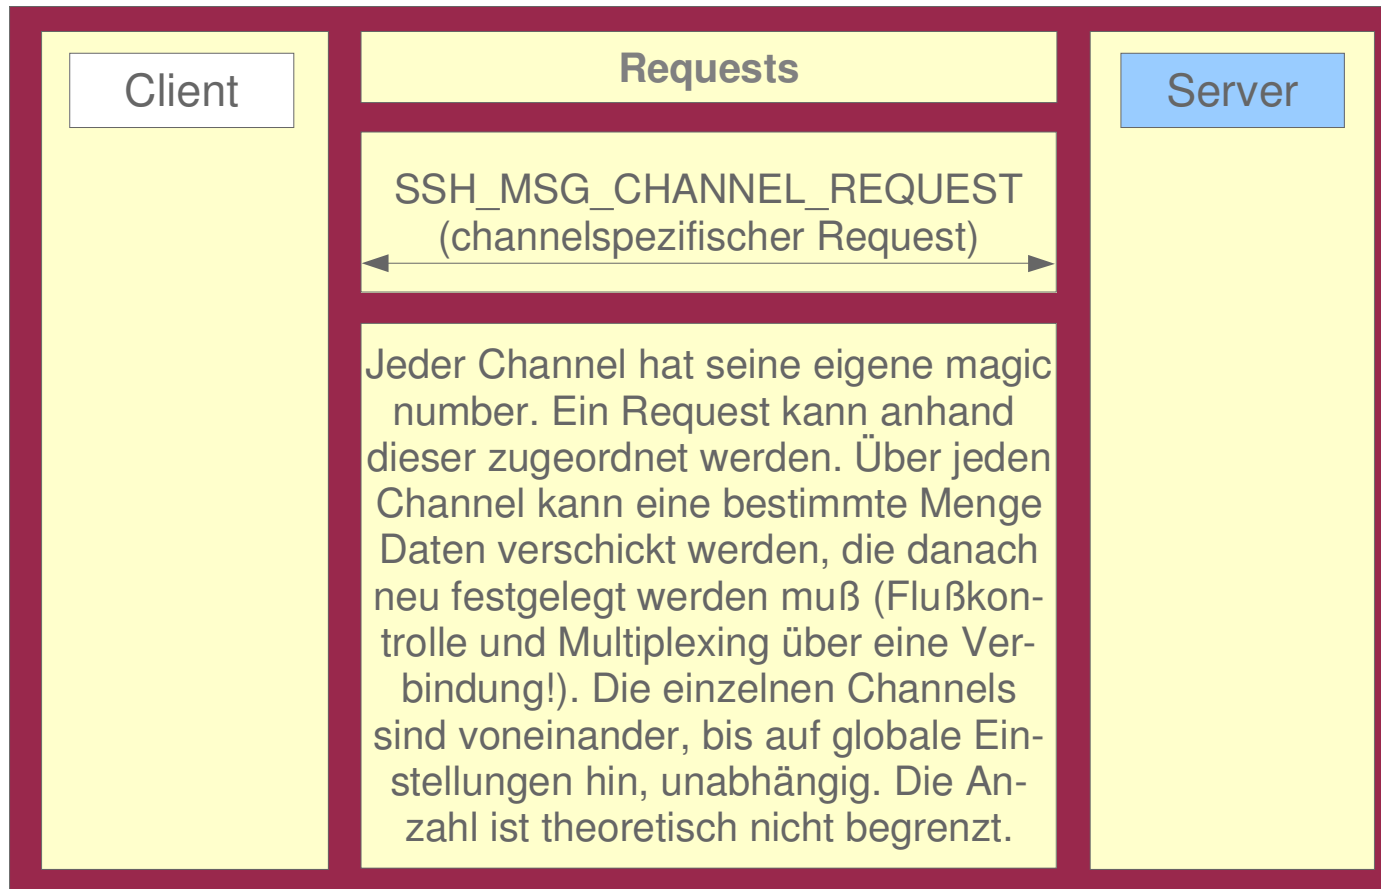 Client
Requests
Server
SSH_MSG_CHANNEL_REQUEST
(channelspezifischer Request)
Jeder Channel hat seine eigene magic
number. Ein Request kann anhand
dieser zugeordnet werden. Über jeden
Channel kann eine bestimmte Menge
Daten verschickt werden, die danach
neu festgelegt werden muß (Flußkon-
trolle und Multiplexing über eine Ver-
bindung!). Die einzelnen Channels
sind voneinander, bis auf globale Ein-
stellungen hin, unabhängig. Die An-
zahl ist theoretisch nicht begrenzt.